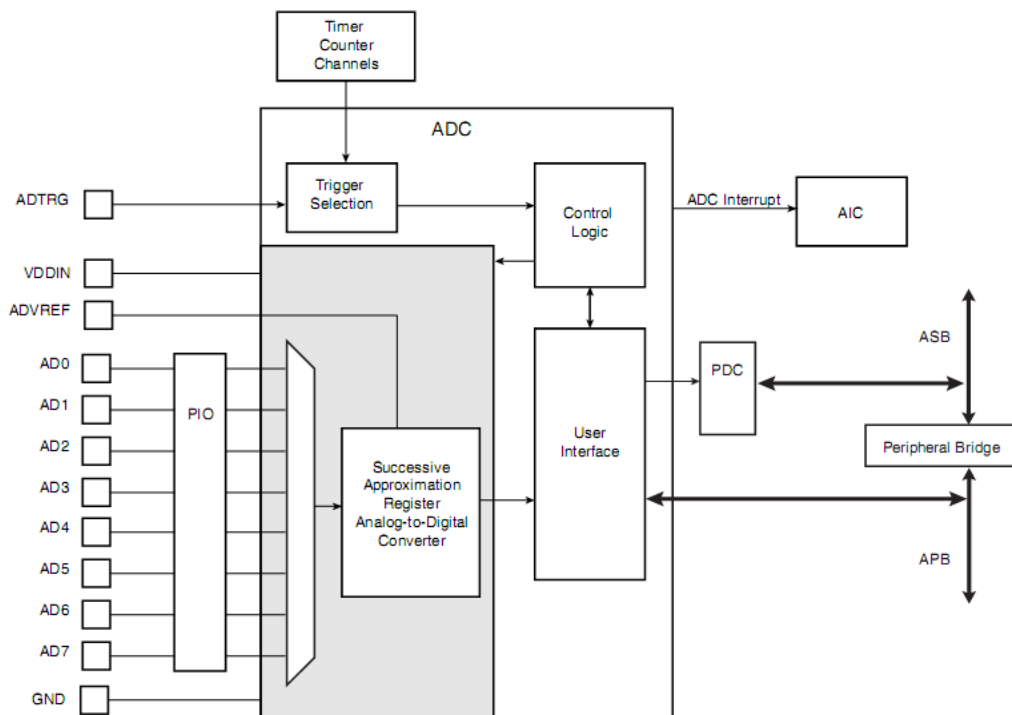 Timer
Counter
Channels
ADC
ADTRG
Trigger
Selection
Control
Logic
ADC Interrupt
AIC
VDDIN
ADVREF
ASB
AD0
PIO
PDC
AD1
AD2
User
Interface
Peripheral Bridge
Successive
Approximation
Register
Analog-to-Digital
Converter
AD3
AD4
AD5
APB
AD6
AD7
GND